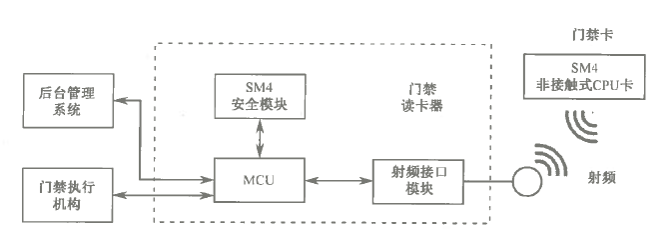 门禁卡
SM4
非接触式CPU卡
后台管理
系统
SM4
安全模块
门禁
读卡器
门禁执行
机构
MCU
射频接口
模块
射频